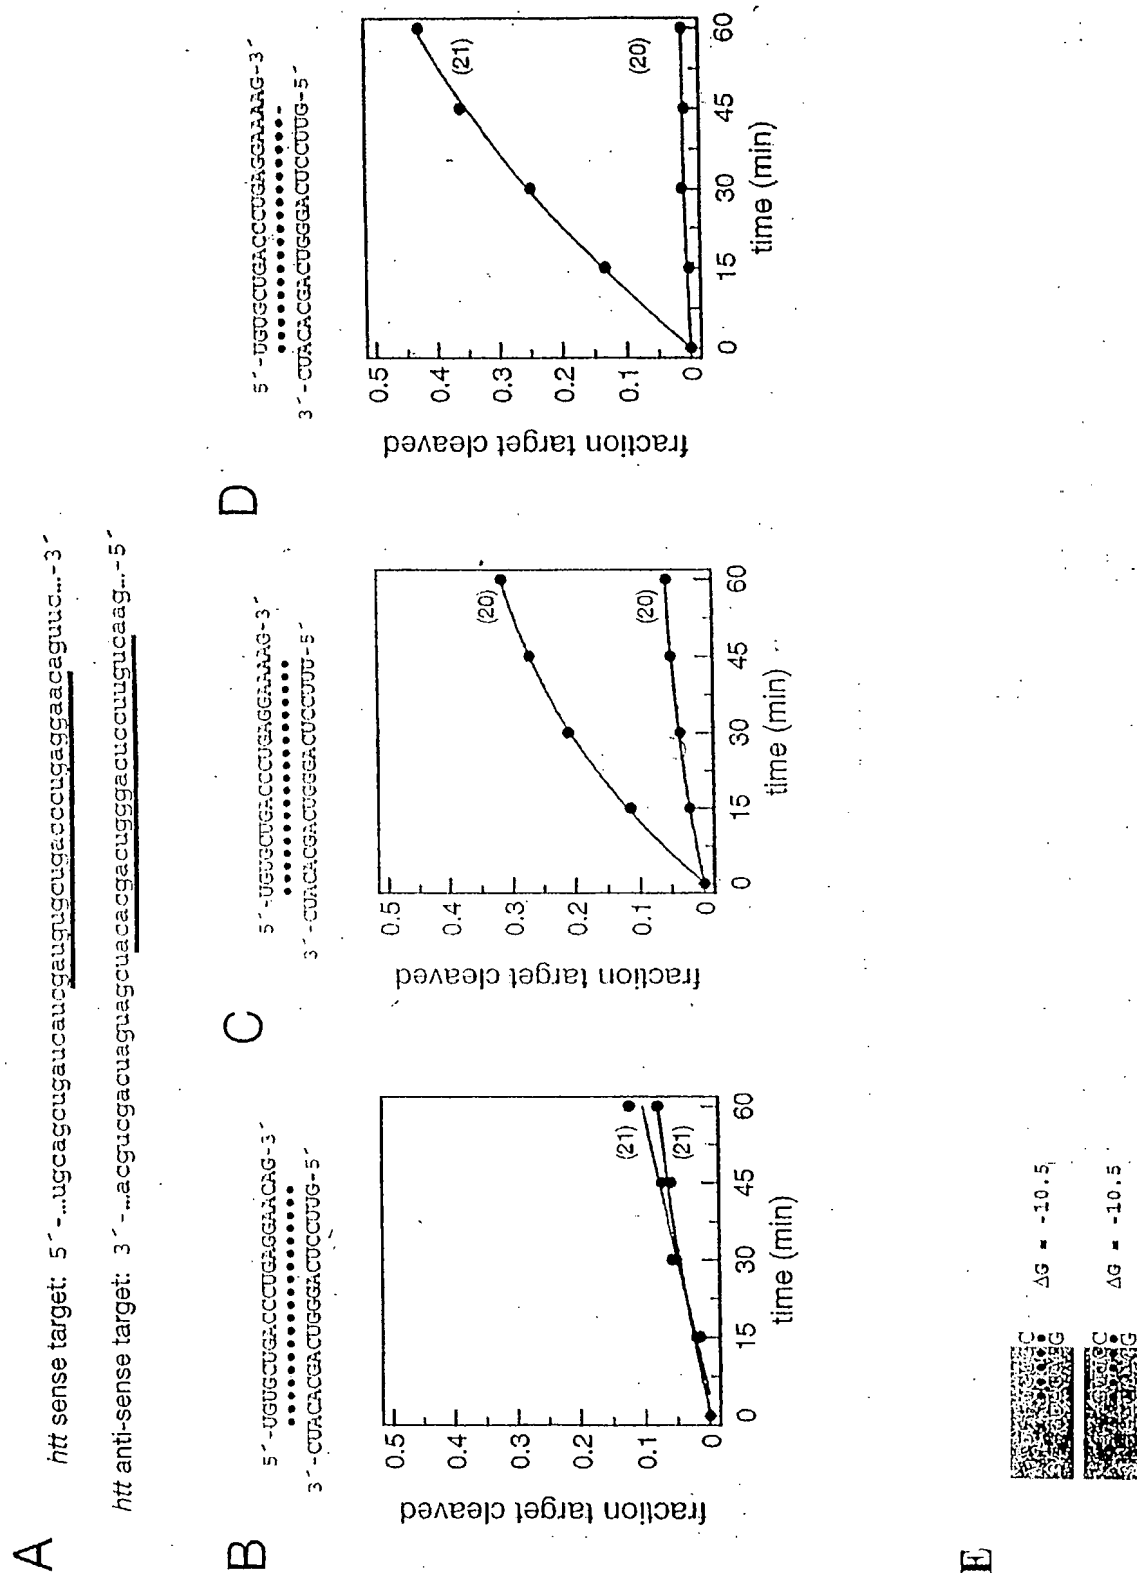 A
htt sense target: 5´-…ugcagcugaucaucgaugugcugacccugaggaacaguuc…-3´
htt anti-sense target: 3´-…acgucgacuaguagcuacacgacugggacuccuugucaag…-5´
B
5´-UGUGCUGACCCUGAGGAACAG-3´
3´-CUACACGACUGGGACUCCUUG-5´
fraction target cleaved
0.5
0.4
0.3
0.2
0.1
0
(21)
(21)
0 15 30 45 60
time (min)
C
5´-UGUGCUGACCCUGAGGAAAAG-3´
3´-CUACACGACUGGGACUCCUUU-5´
fraction target cleaved
0.5
0.4
0.3
0.2
0.1
0
(20)
(20)
0 15 30 45 60
time (min)
D
5´-UGUGCUGACCCUGAGGAAAAG-3´
3´-CUACACGACUGGGACUCCUUG-5´
fraction target cleaved
0.5
0.4
0.3
0.2
0.1
0
(21)
(20)
0 15 30 45 60
time (min)
E
C
G
ΔG = -10.5
C
G
ΔG = -10.5